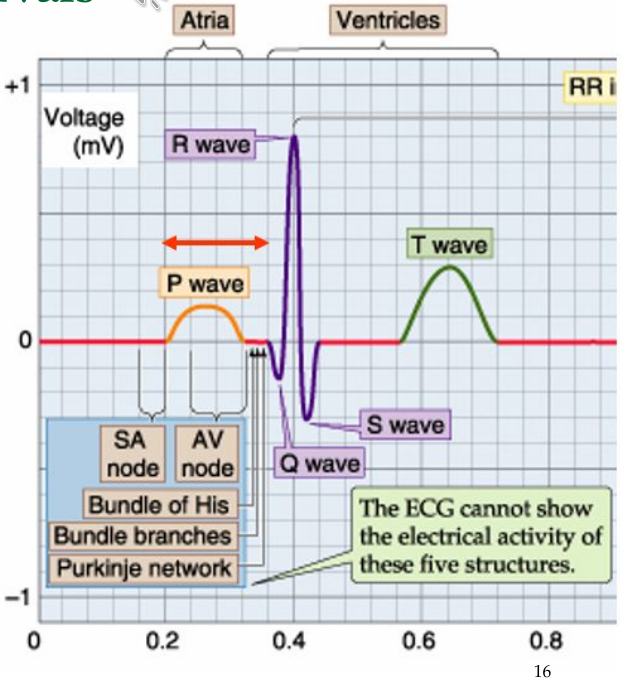 Atria
Ventricles
+1
RR i
Voltage
(mV)
R wave
T wave
P wave
0
S wave
SA
node
AV
node
Q wave
Bundle of His
Bundle branches
Purkinje network
The ECG cannot show
the electrical activity of
these five structures.
−1
0
0.2
0.4
0.6
0.8
16